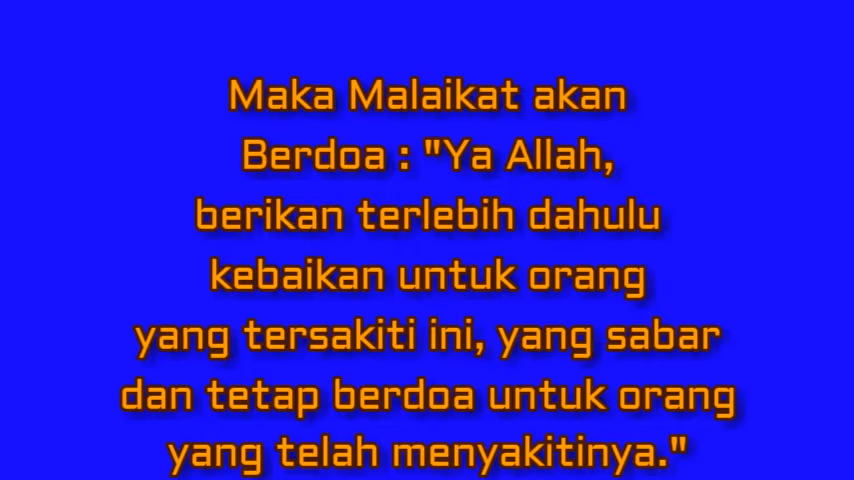 Maka Malaikat akan
Berdoa : "Ya Allah,
berikan terlebih dahulu
kebaikan untuk orang
yang tersakiti ini, yang sabar
dan tetap berdoa untuk orang
yang telah menyakitinya."